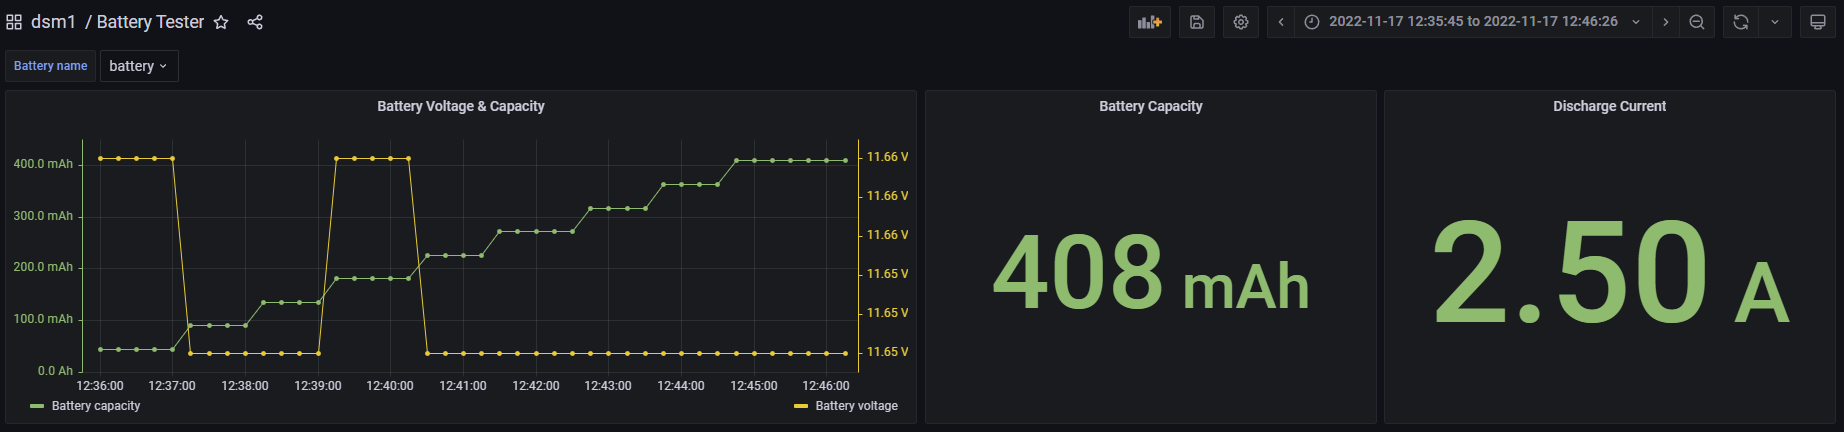 dsm1 / Battery Tester
2022-11-17 12:35:45 to 2022-11-17 12:46:26
Battery name
battery
Battery Voltage & Capacity
400.0 mAh
300.0 mAh
200.0 mAh
100.0 mAh
0.0 Ah
11.66 V
11.66 V
11.66 V
11.65 V
11.65 V
11.65 V
12:36:00 12:37:00 12:38:00 12:39:00 12:40:00 12:41:00 12:42:00 12:43:00 12:44:00 12:45:00 12:46:00
Battery capacity
Battery voltage
Battery Capacity
408 mAh
Discharge Current
2.50 A